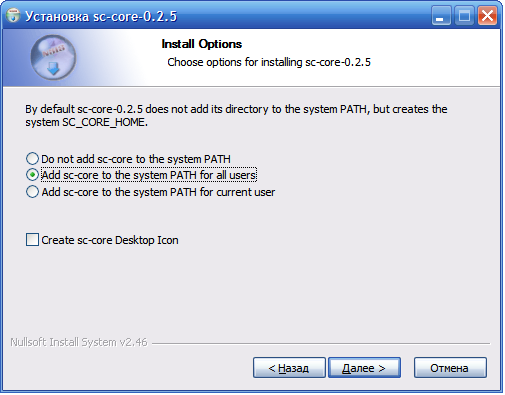 Установка sc-core-0.2.5
Install Options
Choose options for installing sc-core-0.2.5
By default sc-core-0.2.5 does not add its directory to the system PATH, but creates the
system SC_CORE_HOME.
Do not add sc-core to the system PATH
Add sc-core to the system PATH for all users
Add sc-core to the system PATH for current user
Create sc-core Desktop Icon
Nullsoft Install System v2.46
< Назад Далее > Отмена